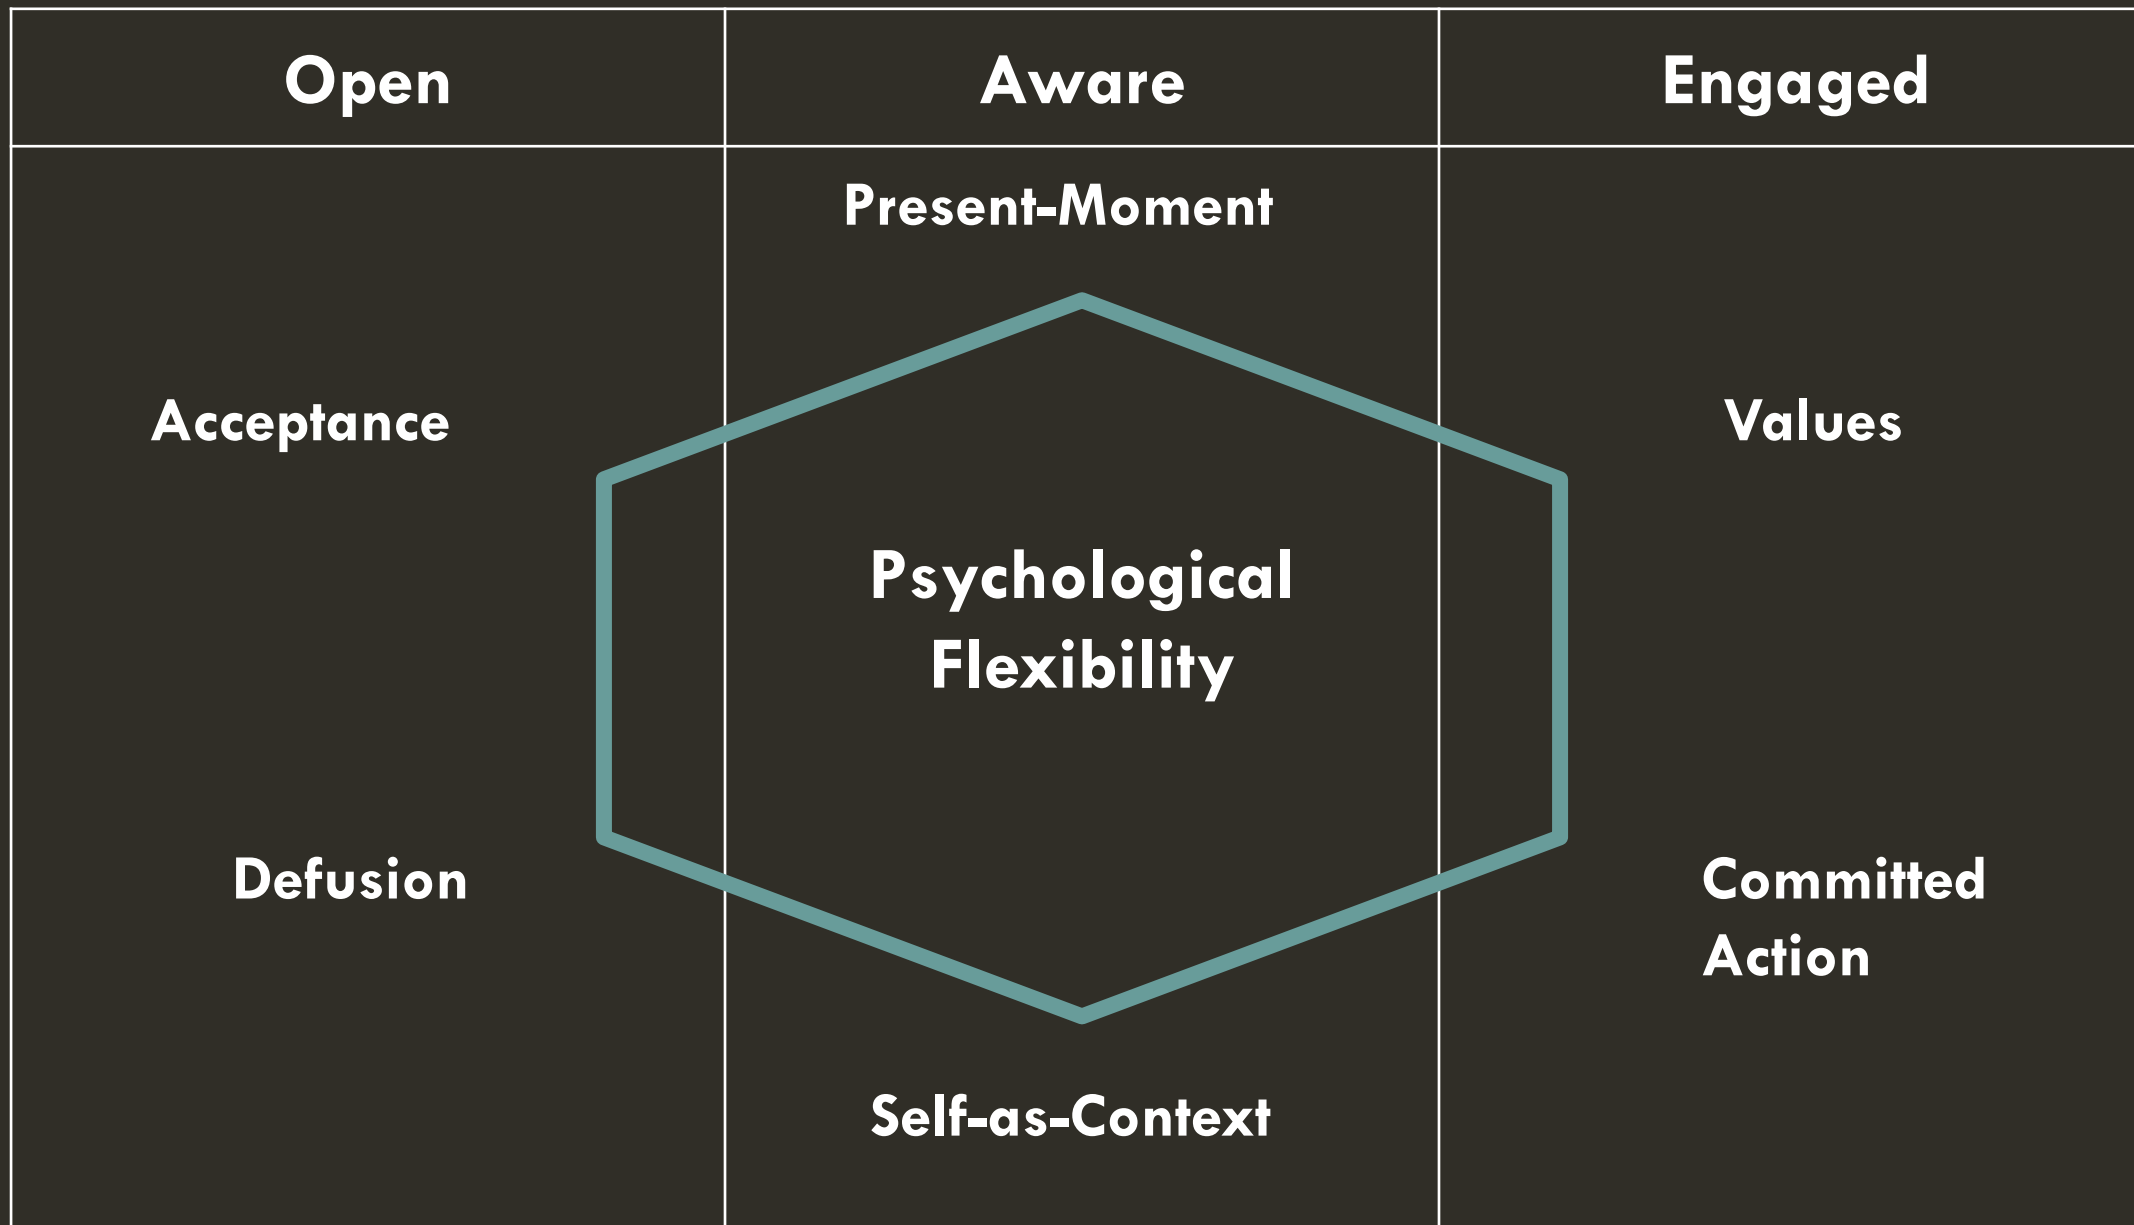 Open
Aware
Engaged
Present-Moment
Acceptance
Values
Psychological
Flexibility
Defusion
Committed
Action
Self-as-Context